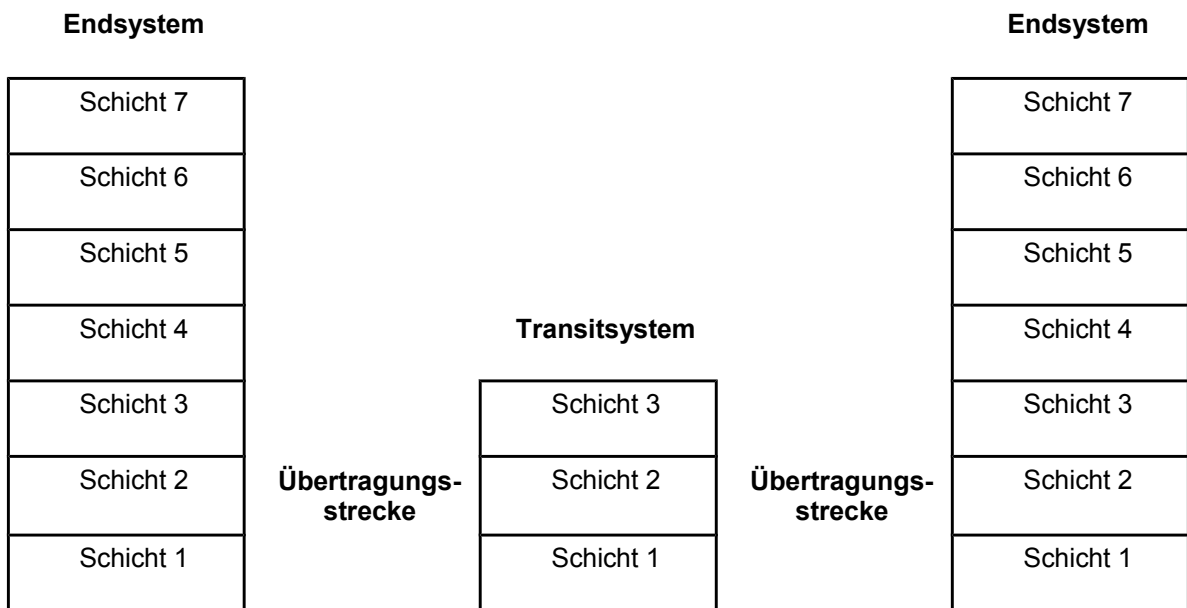 Endsystem
Endsystem
Schicht 7
Schicht 7
Schicht 6
Schicht 6
Schicht 5
Schicht 5
Schicht 4
Transitsystem
Schicht 4
Schicht 3
Schicht 3
Schicht 3
Schicht 2
Übertragungs-
strecke
Schicht 2
Übertragungs-
strecke
Schicht 2
Schicht 1
Schicht 1
Schicht 1